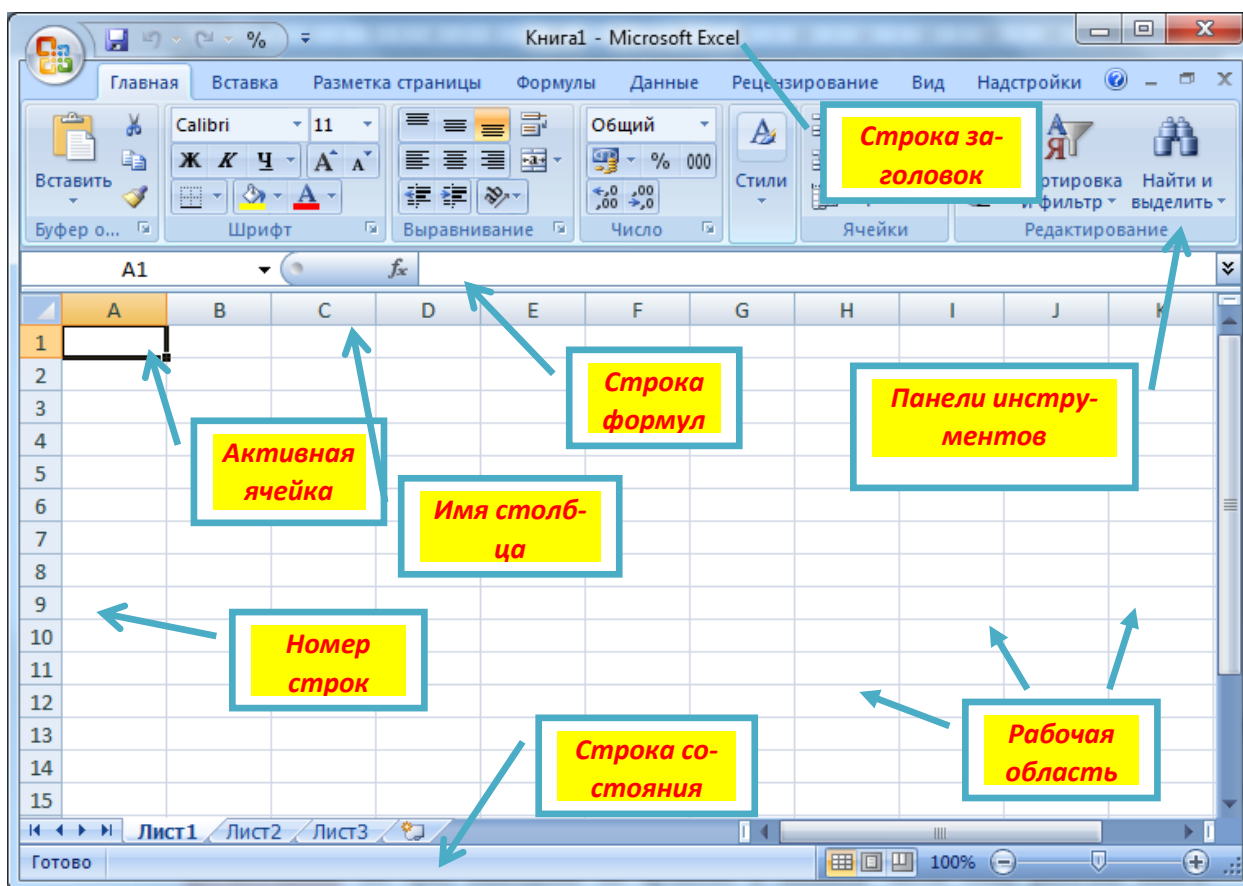 % Книга1 - Microsoft Excel
Главная Вставка Разметка страницы Формулы Данные Рецензирование Вид Надстройки
Calibri 11 Общий
Ж К Ч А А % 000
Вставить Стили
Строка за-
головок
Найти и
и фильтр выделить
Буфер о... Шрифт Выравнивание Число Ячейки Редактирование
A1 fx
A B C D E F G H I J K
1
2
3
4
5
6
7
8
9
10
11
12
13
14
15
Строка
формул
Панели инстру-
ментов
Активная
ячейка
Имя столб-
ца
Номер
строк
Рабочая
область
Строка со-
стояния
Лист1 Лист2 Лист3
Готово 100%